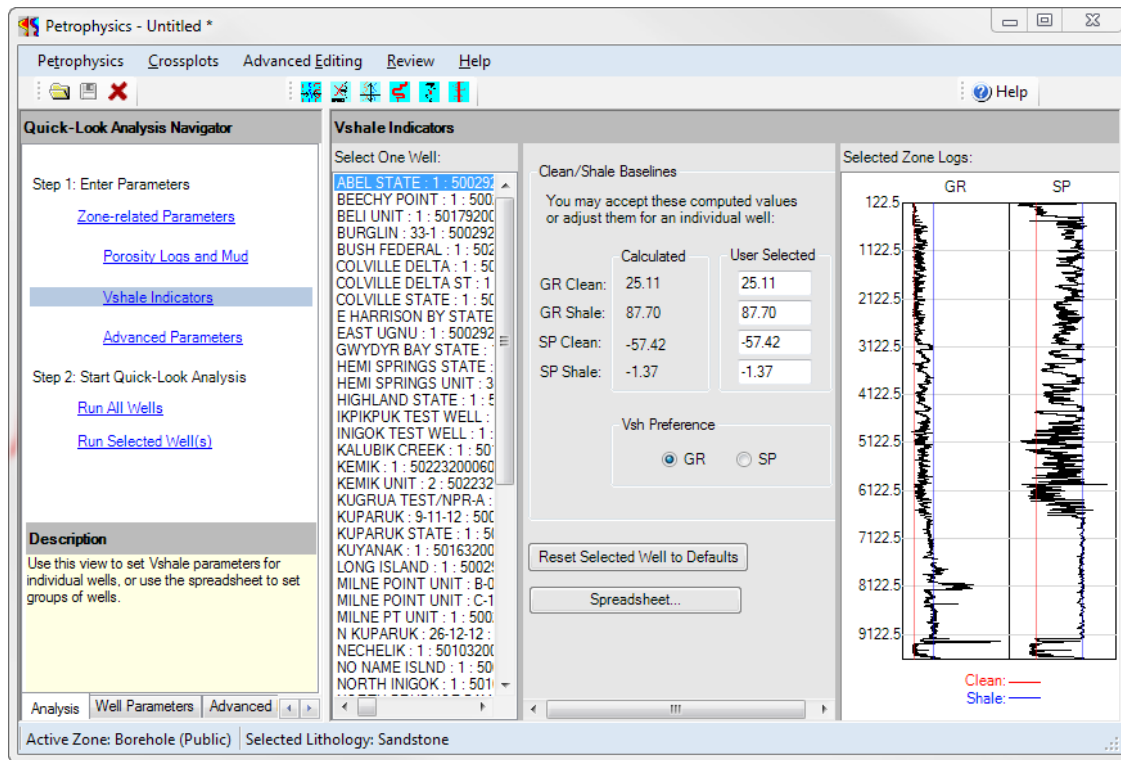 Petrophysics - Untitled *
Petrophysics Crossplots Advanced Editing Review Help
Help
Quick-Look Analysis Navigator
Step 1: Enter Parameters
Zone-related Parameters
Porosity Logs and Mud
Vshale Indicators
Advanced Parameters
Step 2: Start Quick-Look Analysis
Run All Wells
Run Selected Well(s)
Description
Use this view to set Vshale parameters for
individual wells, or use the spreadsheet to set
groups of wells.
Analysis Well Parameters Advanced
Vshale Indicators
Select One Well:
ABEL STATE : 1 : 500292
BEECHY POINT : 1 : 500
BELI UNIT : 1 : 50179200
BURGLIN : 33-1 : 500292
BUSH FEDERAL : 1 : 502
COLVILLE DELTA : 1 : 50
COLVILLE DELTA ST : 1
COLVILLE STATE : 1 : 50
E HARRISON BY STATE
EAST UGNU : 1 : 500292
GWYDYR BAY STATE :
HEMI SPRINGS STATE :
HEMI SPRINGS UNIT : 3
HIGHLAND STATE : 1 : 5
IKPIKPUK TEST WELL :
INIGOK TEST WELL : 1 :
KALUBIK CREEK : 1 : 50
KEMIK : 1 : 50223200060
KEMIK UNIT : 2 : 502232
KUGRUA TEST/NPR-A :
KUPARUK : 9-11-12 : 500
KUPARUK STATE : 1 : 50
KUYANAK : 1 : 50163200
LONG ISLAND : 1 : 50029
MILNE POINT UNIT : B-0
MILNE POINT UNIT : C-1
MILNE PT UNIT : 1 : 500
N KUPARUK : 26-12-12 :
NECHELIK : 1 : 50103200
NO NAME ISLND : 1 : 50
NORTH INIGOK : 1 : 501
Clean/Shale Baselines
You may accept these computed values
or adjust them for an individual well:
Calculated User Selected
GR Clean: 25.11 25.11
GR Shale: 87.70 87.70
SP Clean: -57.42 -57.42
SP Shale: -1.37 -1.37
Vsh Preference
GR SP
Reset Selected Well to Defaults
Spreadsheet...
Selected Zone Logs:
GR SP
122.5
1122.5
2122.5
3122.5
4122.5
5122.5
6122.5
7122.5
8122.5
9122.5
Clean:
Shale:
Active Zone: Borehole (Public) Selected Lithology: Sandstone